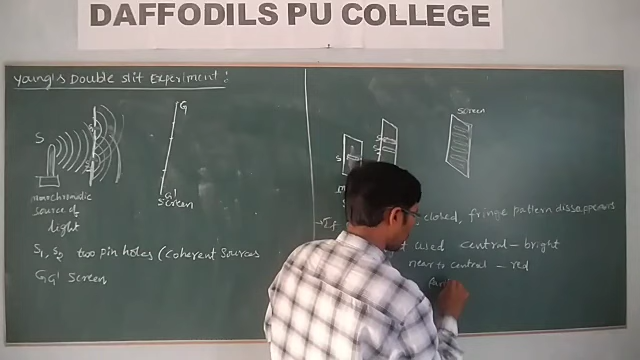 DAFFODILS PU COLLEGE
Young's Double slit Experiment :
G
S
S1
S2
G'
screen
monochromatic
source of
light
S1, S2 two pin holes (coherent sources
GG' screen
screen
S
→ If closed, fringe pattern dissappears
used central - bright
near to central - red